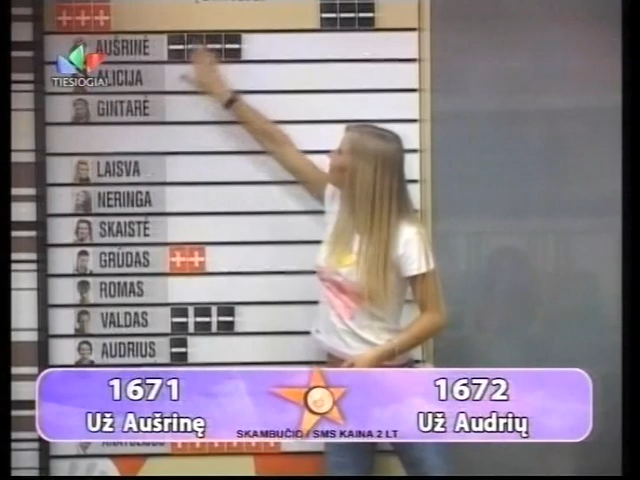 +++
----
AUŠRINĖ ----
ALICIJA
TIESIOGIAI
GINTARĖ
LAISVA
NERINGA
SKAISTĖ
GRŪDAS ++
ROMAS
VALDAS ---
AUDRIUS -
1671 1672
Už Aušrinę Už Audrių
SKAMBUČIO / SMS KAINA 2 LT